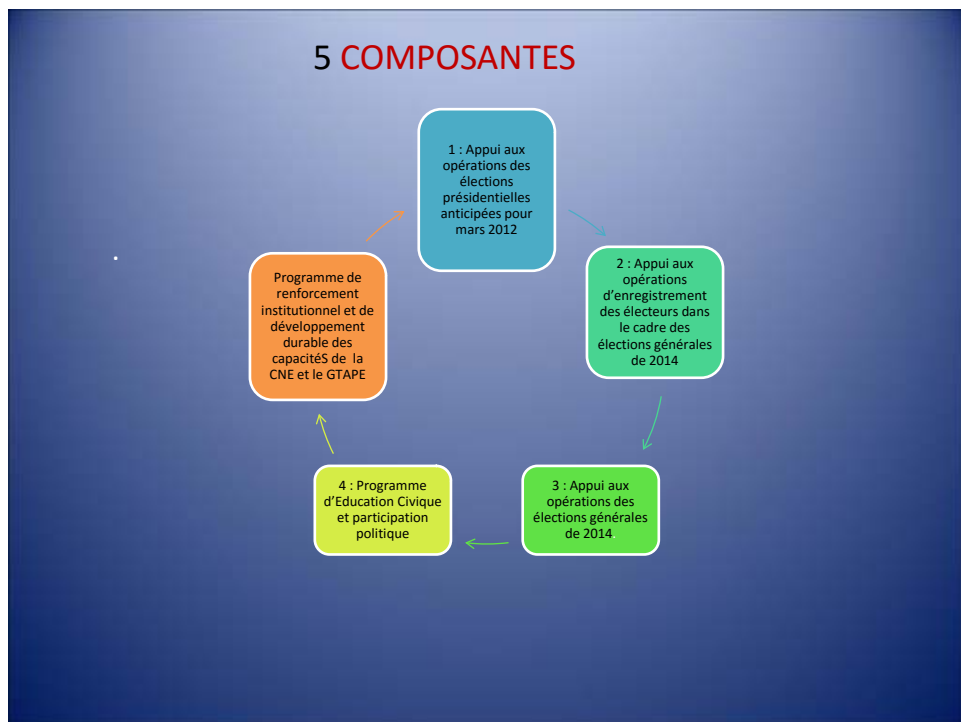 5 COMPOSANTES
1 : Appui aux
opérations des
élections
présidentielles
anticipées pour
mars 2012
2 : Appui aux
opérations
d’enregistrement
des électeurs dans
le cadre des
élections générales
de 2014
3 : Appui aux
opérations des
élections générales
de 2014
4 : Programme
d’Education Civique
et participation
politique
Programme de
renforcement
institutionnel et de
développement
durable des
capacitéS de la
CNE et le GTAPE
.